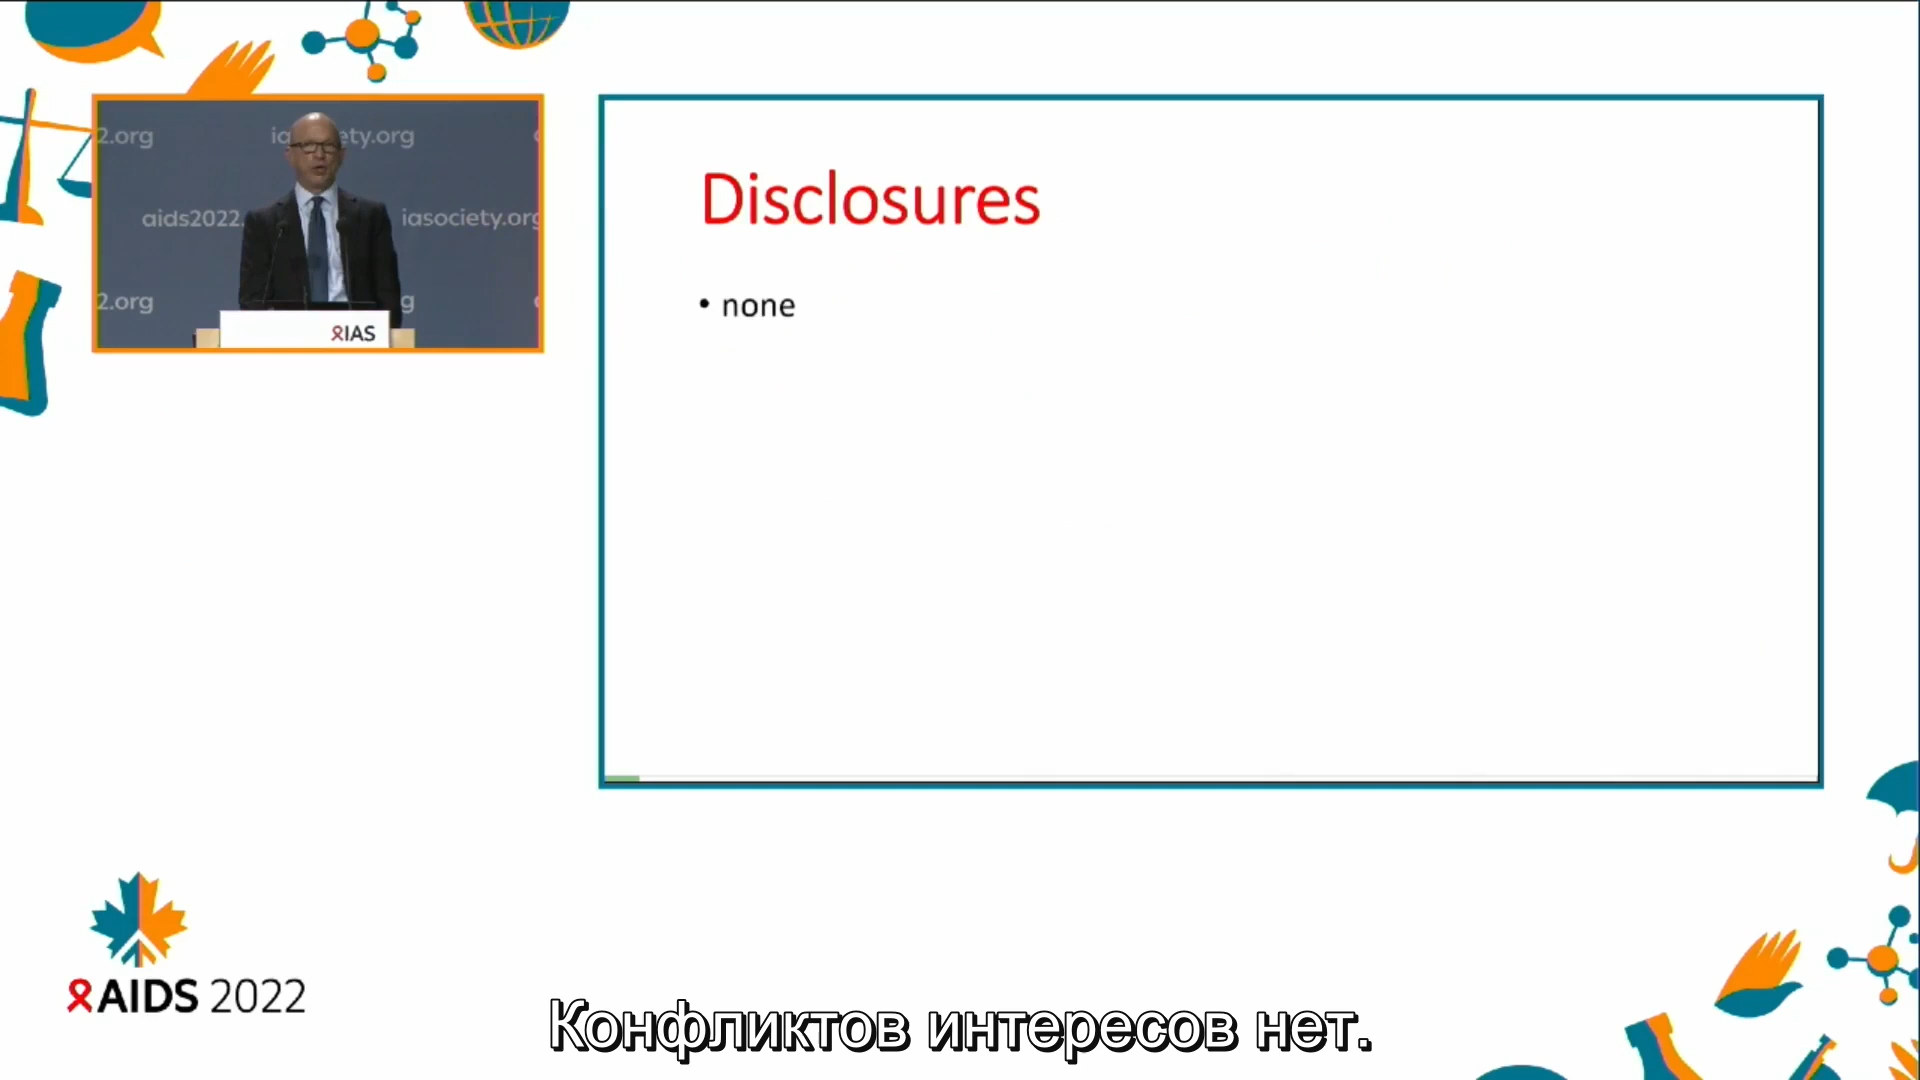 2.org
iasociety.org
aids2022.
iasociety.org
2.org
IAS
Disclosures
• none
AIDS 2022
Конфликтов интересов нет.